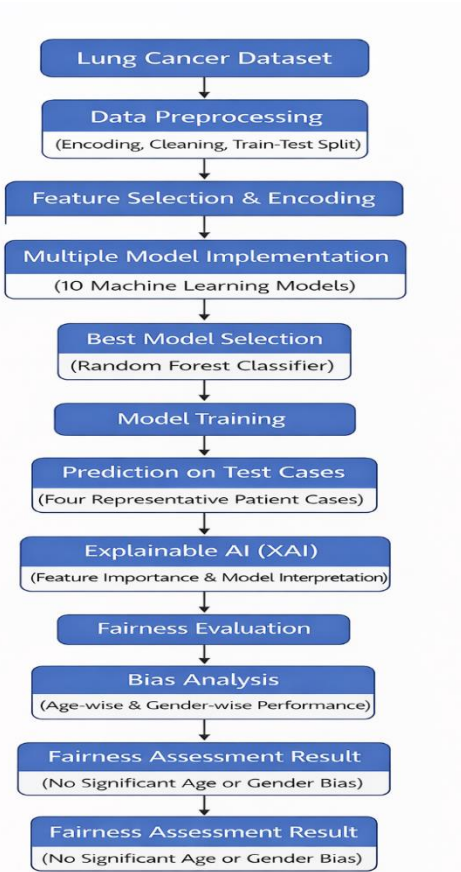 Lung Cancer Dataset
Data Preprocessing
(Encoding, Cleaning, Train-Test Split)
Feature Selection & Encoding
Multiple Model Implementation
(10 Machine Learning Models)
Best Model Selection
(Random Forest Classifier)
Model Training
Prediction on Test Cases
(Four Representative Patient Cases)
Explainable AI (XAI)
(Feature Importance & Model Interpretation)
Fairness Evaluation
Bias Analysis
(Age-wise & Gender-wise Performance)
Fairness Assessment Result
(No Significant Age or Gender Bias)
Fairness Assessment Result
(No Significant Age or Gender Bias)